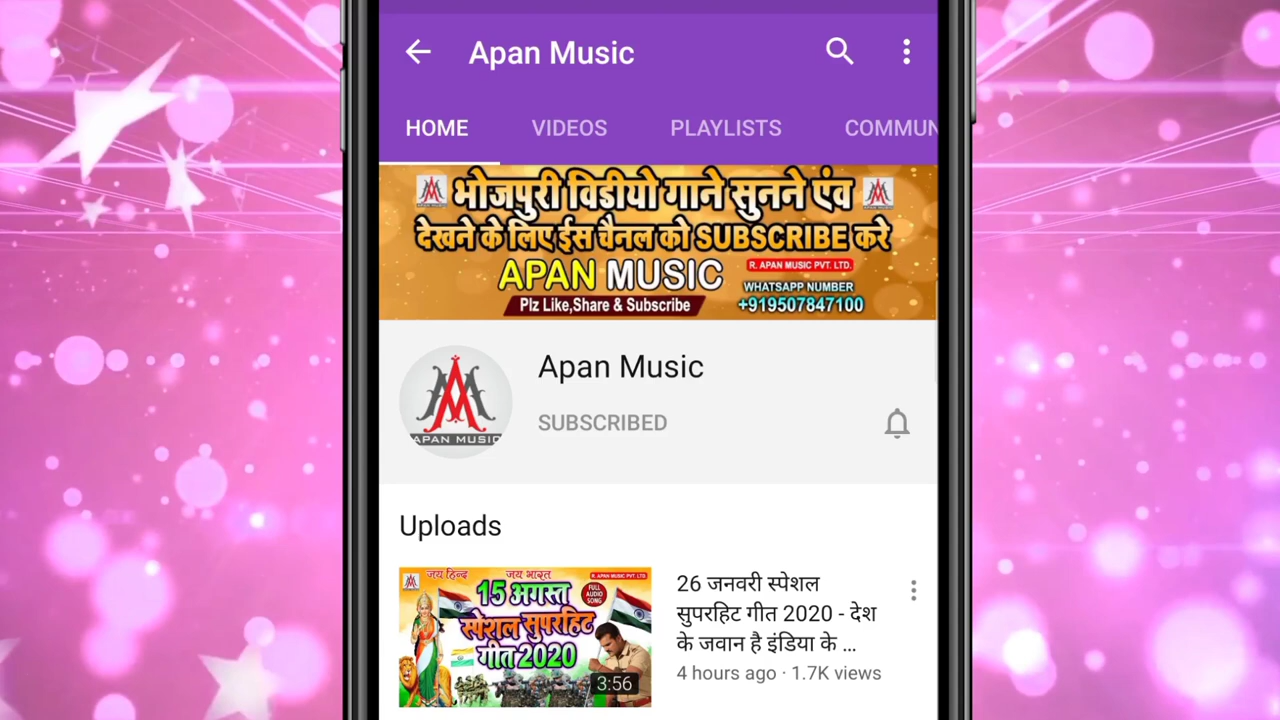 Apan Music
HOME VIDEOS PLAYLISTS COMMUN
भोजपुरी विडीयो गाने सुनने एंव
देखने के लिए ईस चैनल को SUBSCRIBE करे
APAN MUSIC
R. APAN MUSIC PVT. LTD.
WHATSAPP NUMBER
+919507847100
Plz Like,Share & Subscribe
Apan Music
SUBSCRIBED
APAN MUSIC
Uploads
जय हिन्द जय भारत
R. APAN MUSIC PVT. LTD
15 अगस्त
FULL
AUDIO
SONG
स्पेशल सुपरहिट
गीत 2020
3:56
26 जनवरी स्पेशल
सुपरहिट गीत 2020 - देश
के जवान है इंडिया के ...
4 hours ago · 1.7K views